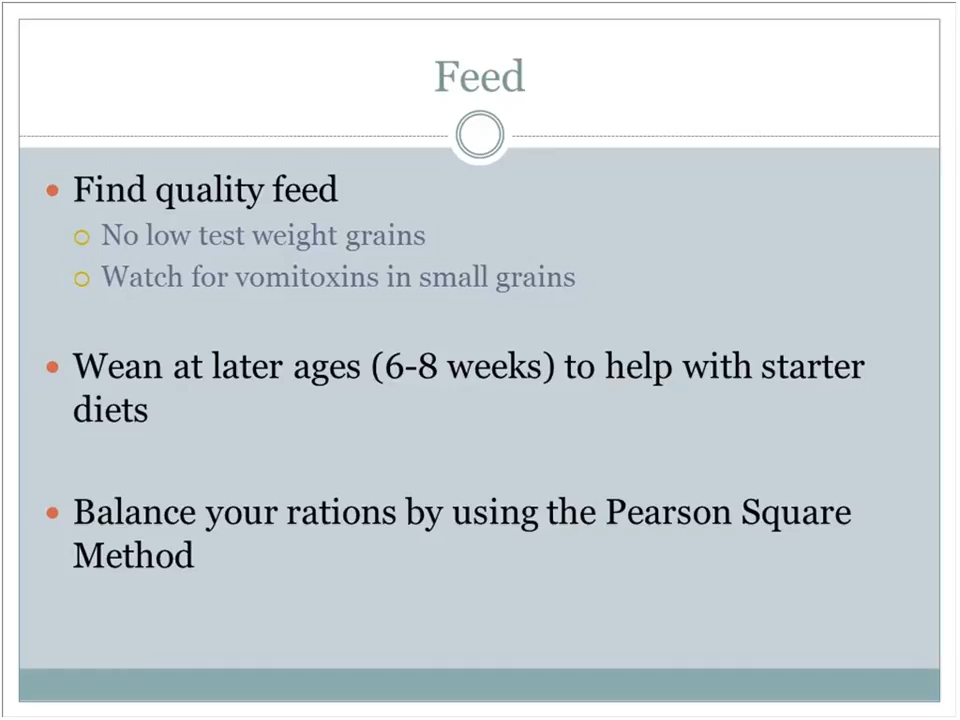 Feed
Find quality feed
No low test weight grains
Watch for vomitoxins in small grains
Wean at later ages (6-8 weeks) to help with starter
diets
Balance your rations by using the Pearson Square
Method